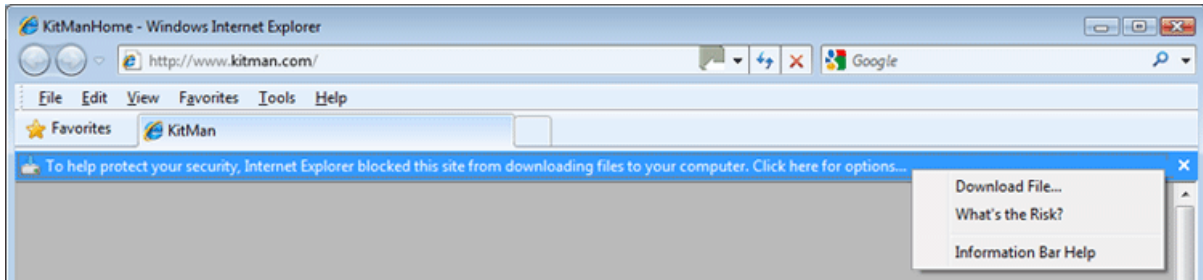 KitManHome - Windows Internet Explorer
http://www.kitman.com/ Google
File Edit View Favorites Tools Help
Favorites KitMan
To help protect your security, Internet Explorer blocked this site from downloading files to your computer. Click here for options...
Download File...
What's the Risk?
Information Bar Help